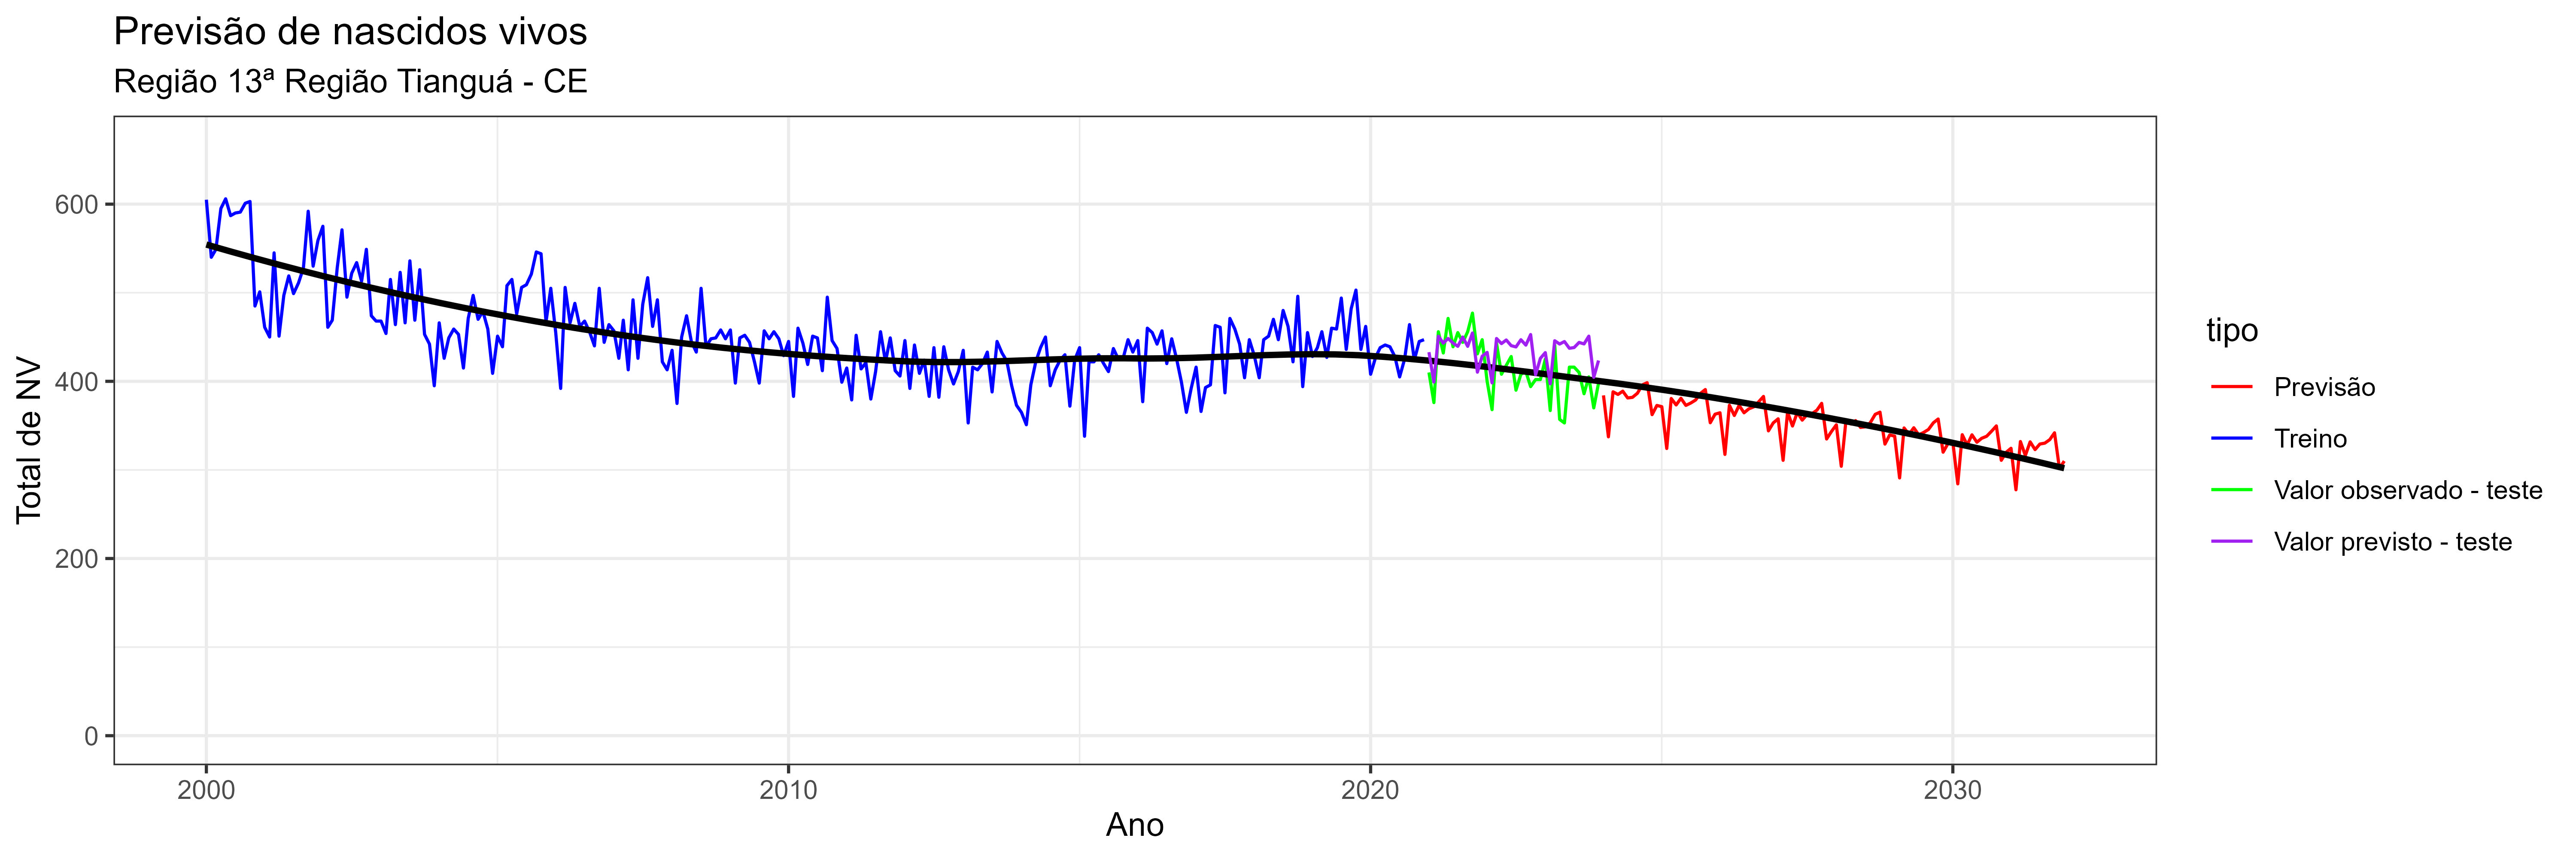 Previsão de nascidos vivos
Região 13ª Região Tianguá - CE
Total de NV
600
400
200
0
2000
2010
2020
2030
Ano
tipo
Previsão
Treino
Valor observado - teste
Valor previsto - teste